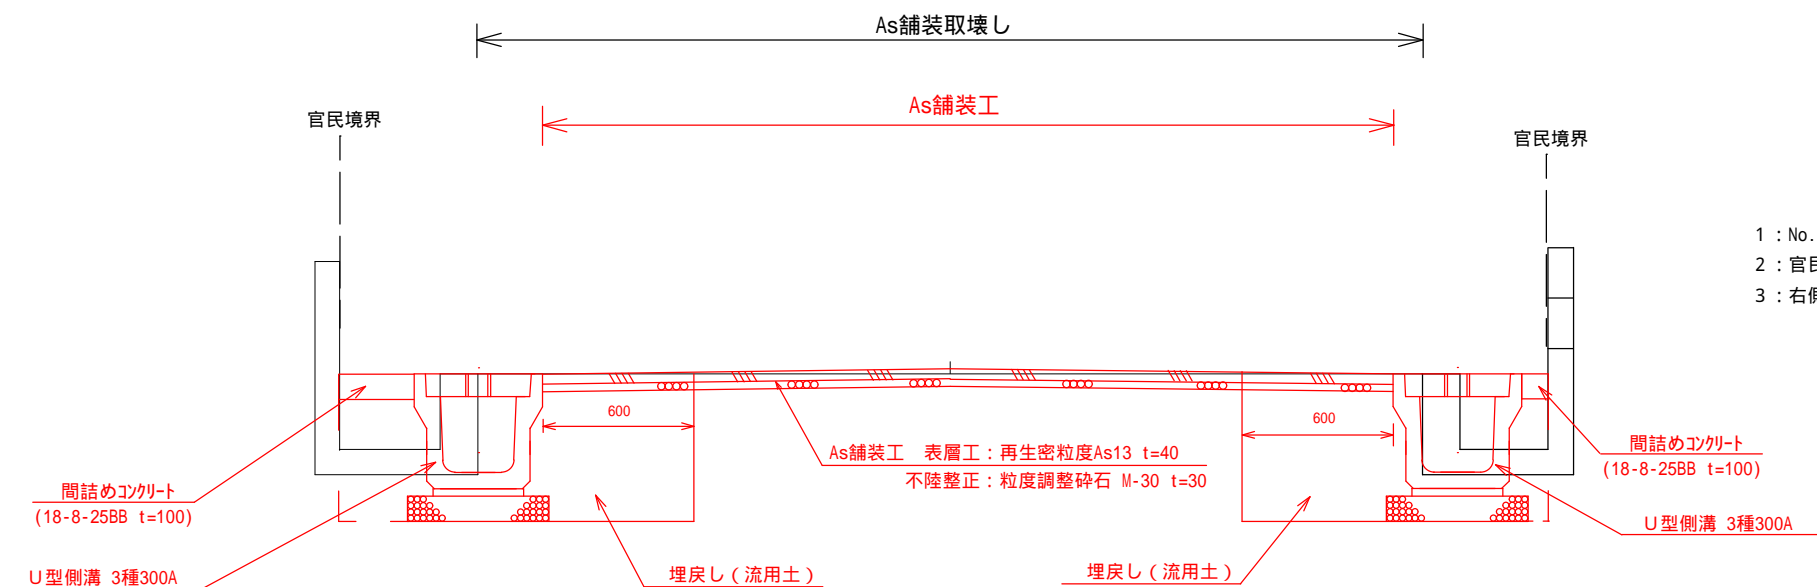 As舗装取壊し
As舗装工
官民境界
官民境界
1 : No.
2 : 官民
3 : 右側
600
600
As舗装工 表層工 : 再生密粒度As13 t=40
不陸整正 : 粒度調整砕石 M-30 t=30
間詰めコンクリート
(18-8-25BB t=100)
間詰めコンクリート
(18-8-25BB t=100)
U型側溝 3種300A
U型側溝 3種300A
埋戻し(流用土)
埋戻し(流用土)